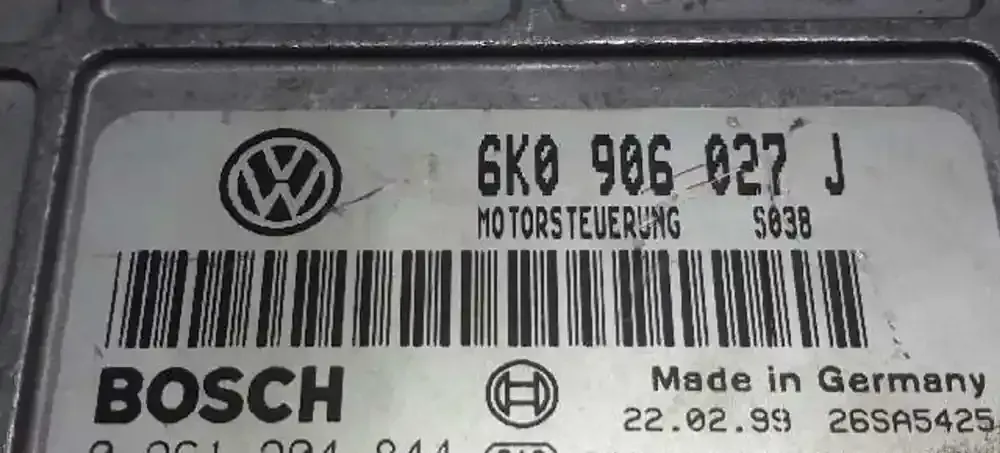 6K0 906 027 J
MOTORSTEUERUNG S038
BOSCH
Made in Germany
22.02.99 26SA5425